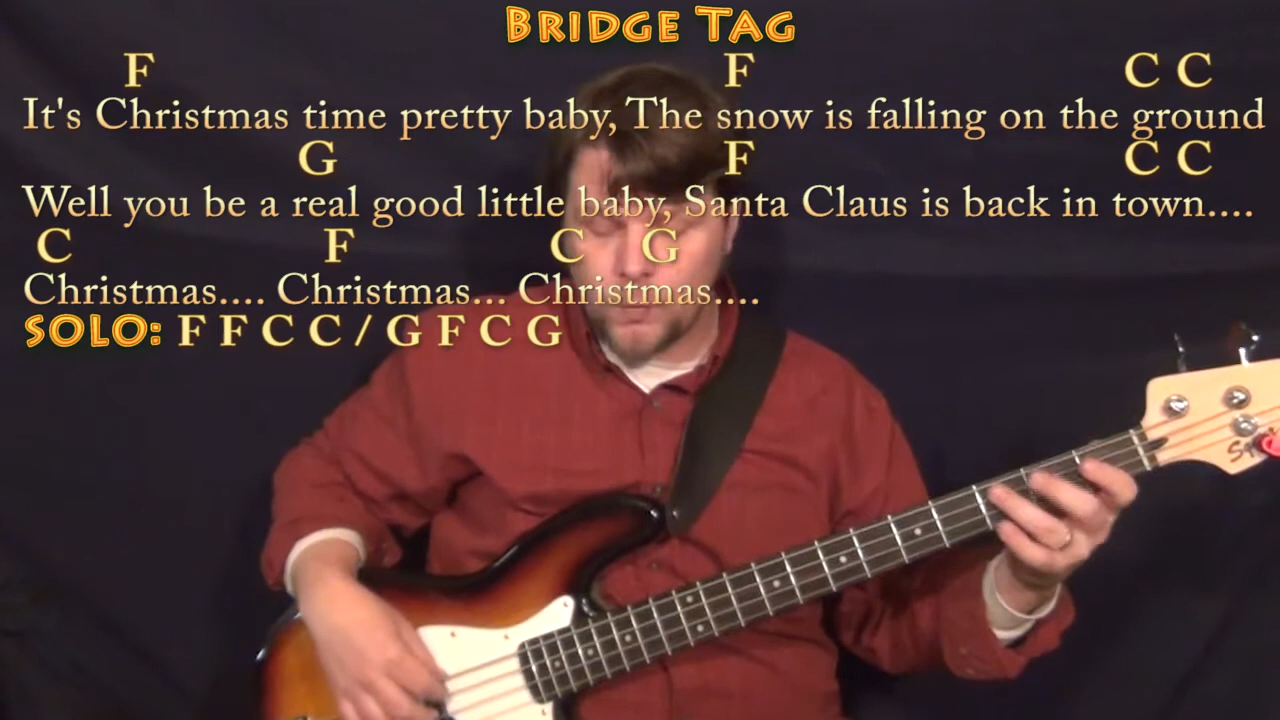 BRIDGE TAG
F F C C
It's Christmas time pretty baby, The snow is falling on the ground
G F C C
Well you be a real good little baby, Santa Claus is back in town....
C F C G
Christmas.... Christmas... Christmas....
SOLO: F F C C / G F C G